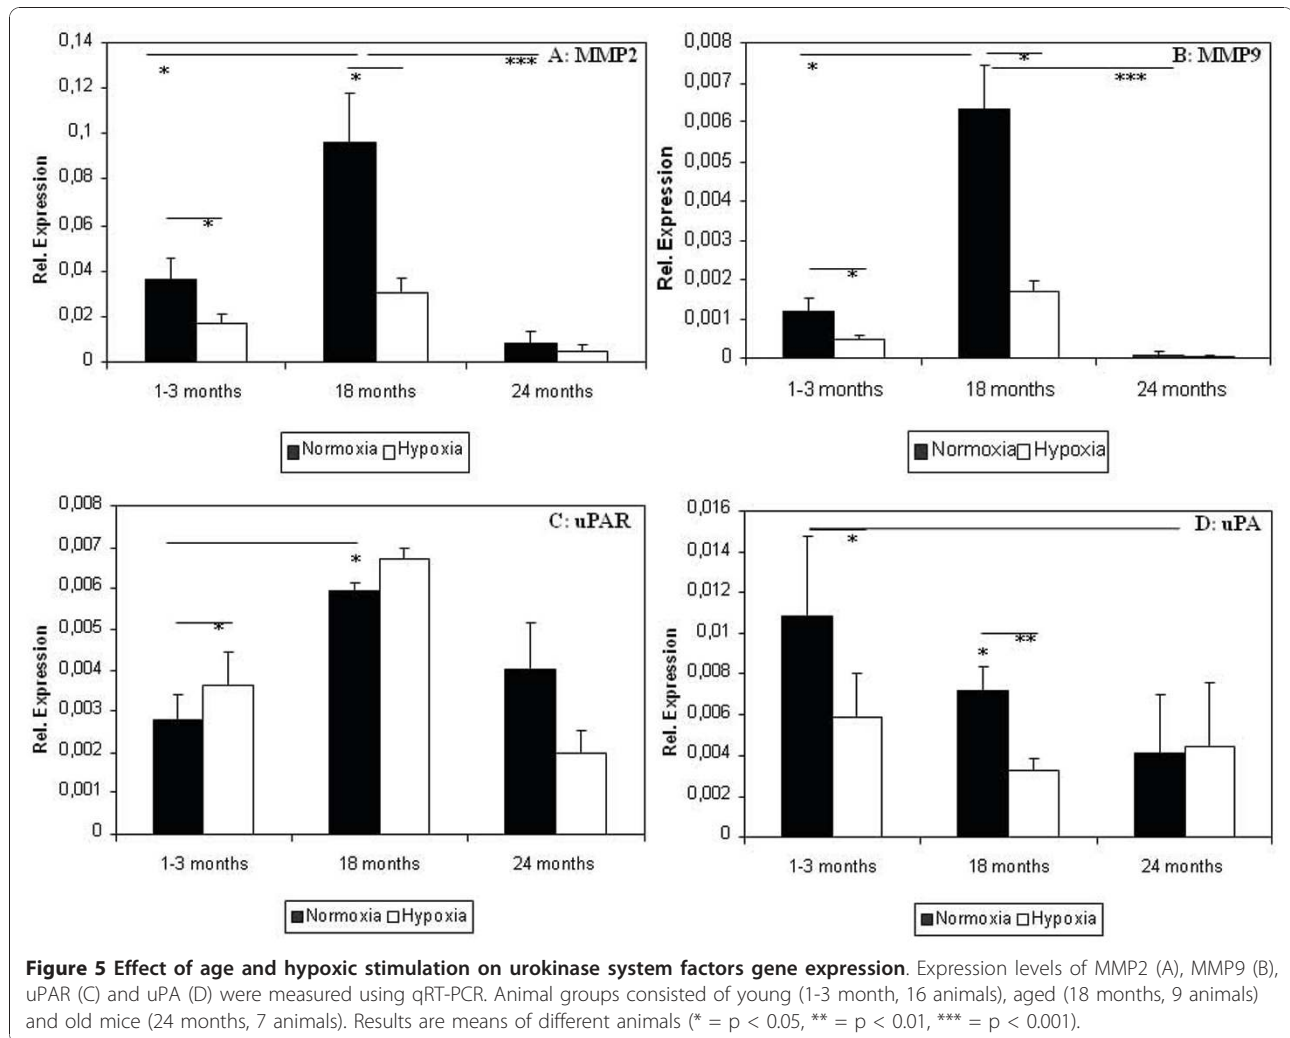 A: MMP2
0,14
0,12
0,1
0,08
0,06
0,04
0,02
0
Rel. Expression
*
*
***
*
1-3 months 18 months 24 months
Normoxia Hypoxia
B: MMP9
0,008
0,007
0,006
0,005
0,004
0,003
0,002
0,001
0
Rel. Expression
*
*
***
*
1-3 months 18 months 24 months
Normoxia Hypoxia
C: uPAR
0,008
0,007
0,006
0,005
0,004
0,003
0,002
0,001
0
Rel. Expression
*
*
1-3 months 18 months 24 months
Normoxia Hypoxia
D: uPA
0,016
0,014
0,012
0,01
0,008
0,006
0,004
0,002
0
Rel. Expression
*
**
*
1-3 months 18 months 24 months
Normoxia Hypoxia
Figure 5 Effect of age and hypoxic stimulation on urokinase system factors gene expression. Expression levels of MMP2 (A), MMP9 (B),
uPAR (C) and uPA (D) were measured using qRT-PCR. Animal groups consisted of young (1-3 month, 16 animals), aged (18 months, 9 animals)
and old mice (24 months, 7 animals). Results are means of different animals (* = p < 0.05, ** = p < 0.01, *** = p < 0.001).